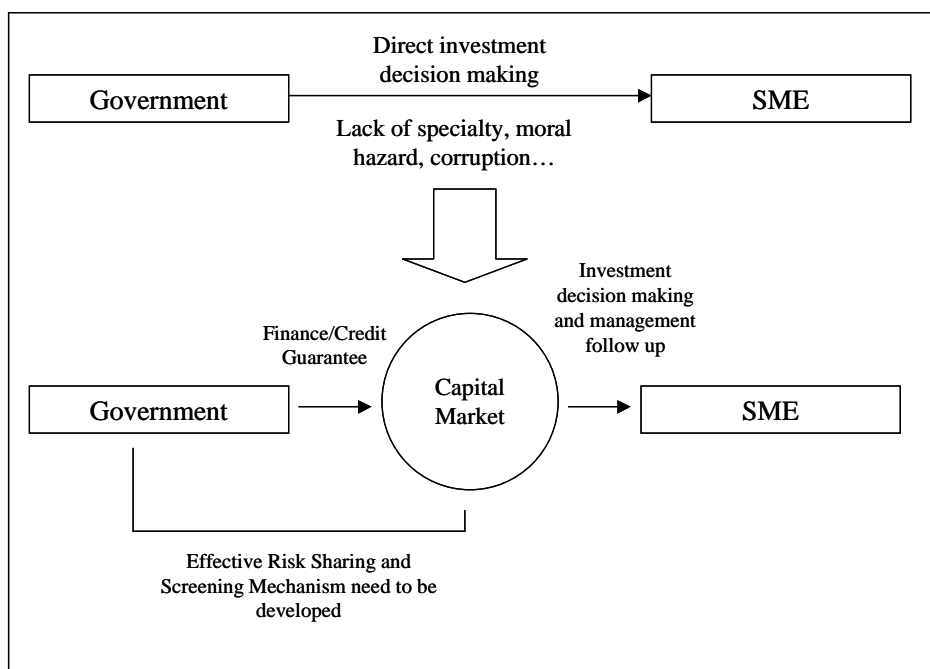 Direct investment
decision making
Government
SME
Lack of specialty, moral
hazard, corruption…
Investment
decision making
and management
follow up
Finance/Credit
Guarantee
Capital
Market
Government
SME
Effective Risk Sharing and
Screening Mechanism need to be
developed